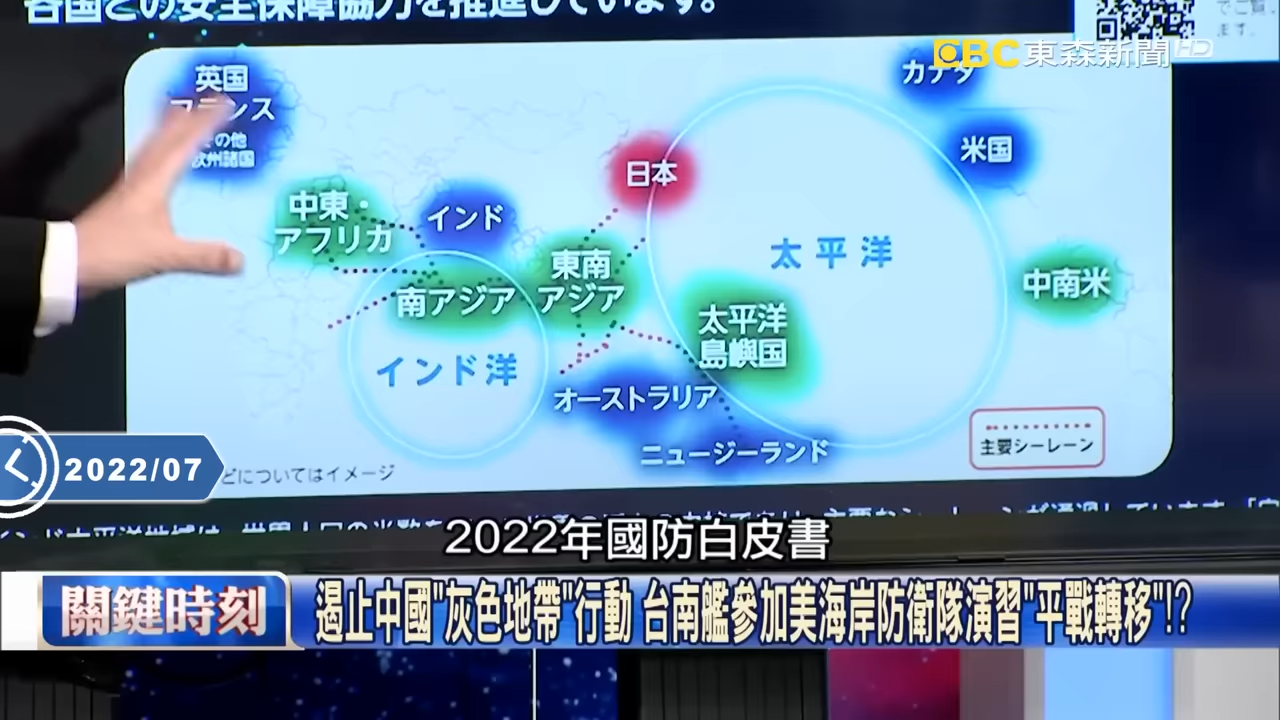 各国との安全保障協力を推進しています。
でご覧
ます。
EBC 東森新聞 HD
英国
フランス
その他
欧州諸国
カナダ
米国
日本
中東・
アフリカ
インド
太平洋
東南
アジア
南アジア
中南米
太平洋
島嶼国
インド洋
オーストラリア
ニュージーランド
主要シーレーン
2022/07
どについてはイメージ
2022年國防白皮書
關鍵時刻
遏止中國"灰色地帶"行動 台南艦參加美海岸防衛隊演習"平戰轉移"!?